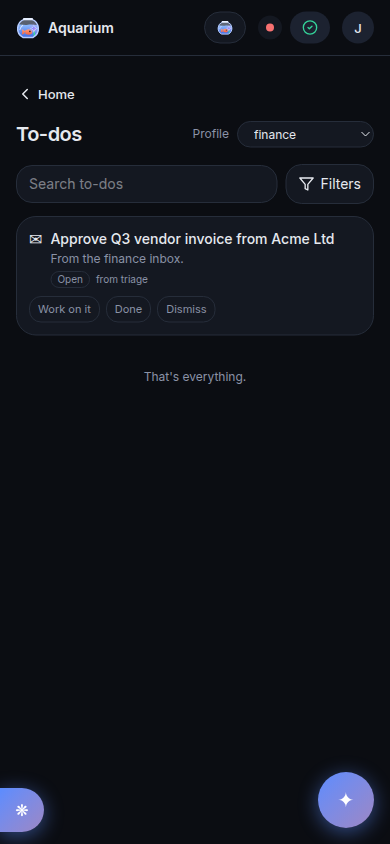 Aquarium
J
Home
To-dos
Profile
finance
Search to-dos
Filters
Approve Q3 vendor invoice from Acme Ltd
From the finance inbox.
Open from triage
Work on it
Done
Dismiss
That's everything.